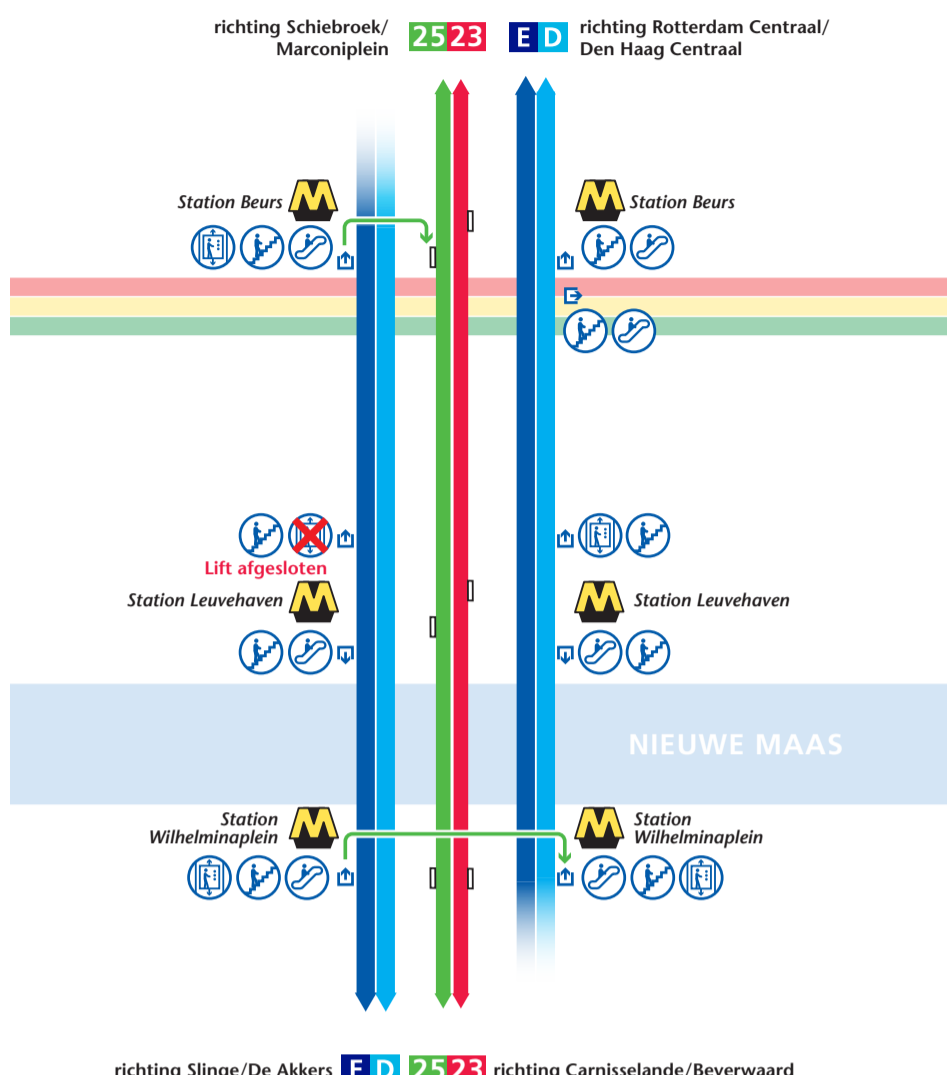 richting Schiebroek/
Marconiplein
25 23
E D
richting Rotterdam Centraal/
Den Haag Centraal
Station Beurs
M
M
Station Beurs
Lift afgesloten
Station Leuvehaven
M
M
Station Leuvehaven
NIEUWE MAAS
Station
Wilhelminaplein
M
M
Station
Wilhelminaplein
richting Slinge/De Akkers E D 25 23 richting Carnisselande/Beverwaard